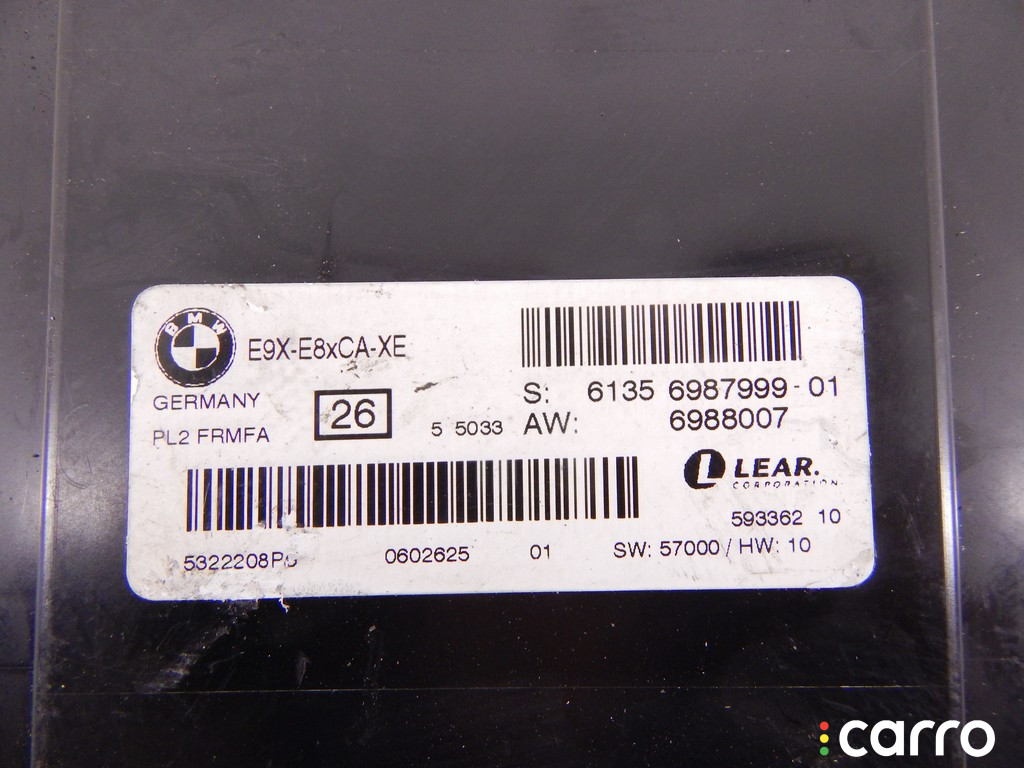 BMW
E9X-E8xCA-XE
GERMANY
PL2 FRMFA
26
5 5033
S: 6135 6987999-01
AW: 6988007
LEAR.
CORPORATION
593362 10
0602625 01
SW: 57000 / HW: 10
carro